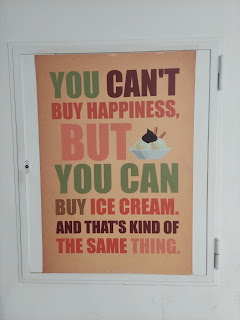 YOU CAN'T
BUY HAPPINESS,
BUT
YOU CAN
BUY ICE CREAM.
AND THAT'S KIND OF
THE SAME THING.